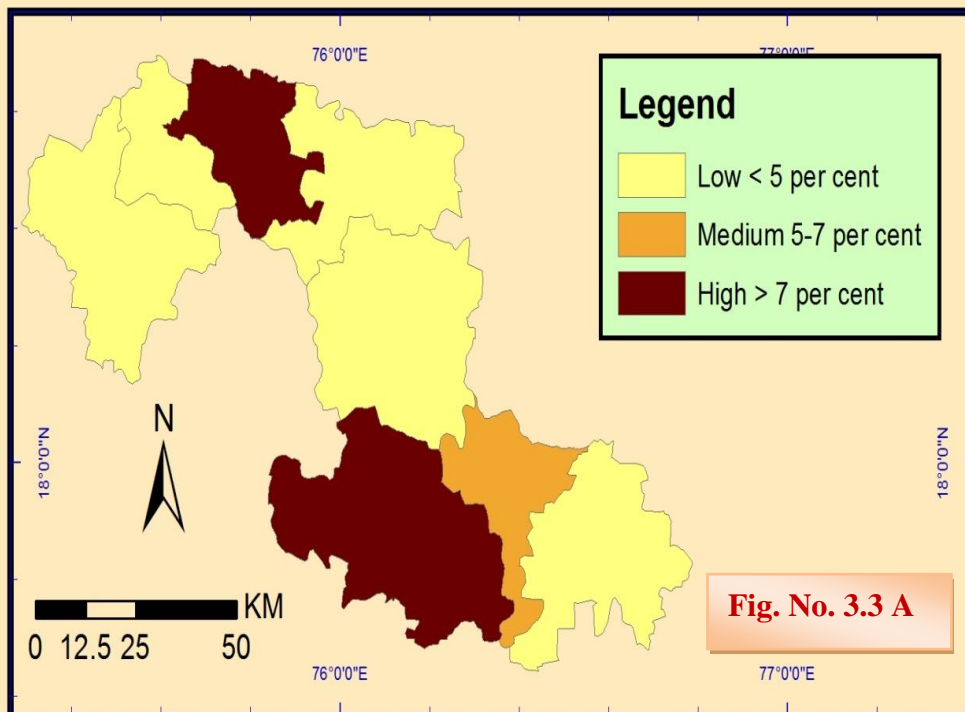 76°0'0"E
77°0'0"E
Legend
Low < 5 per cent
Medium 5-7 per cent
High > 7 per cent
N
18°0'0"N
18°0'0"N
KM
0 12.5 25 50
Fig. No. 3.3 A
76°0'0"E
77°0'0"E